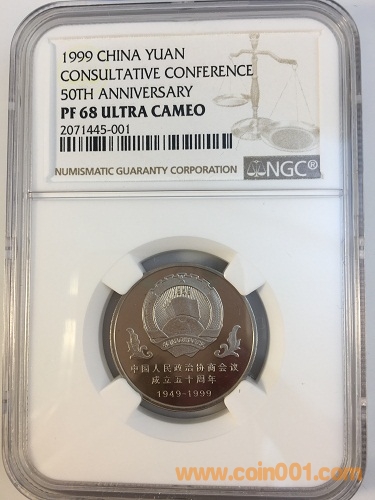 1999 CHINA YUAN
CONSULTATIVE CONFERENCE
50TH ANNIVERSARY
PF 68 ULTRA CAMEO
2071445-001
NUMISMATIC GUARANTY CORPORATION
NGC®
中国人民政治协商会议
成立五十周年
1949-1999
www.coin001.com